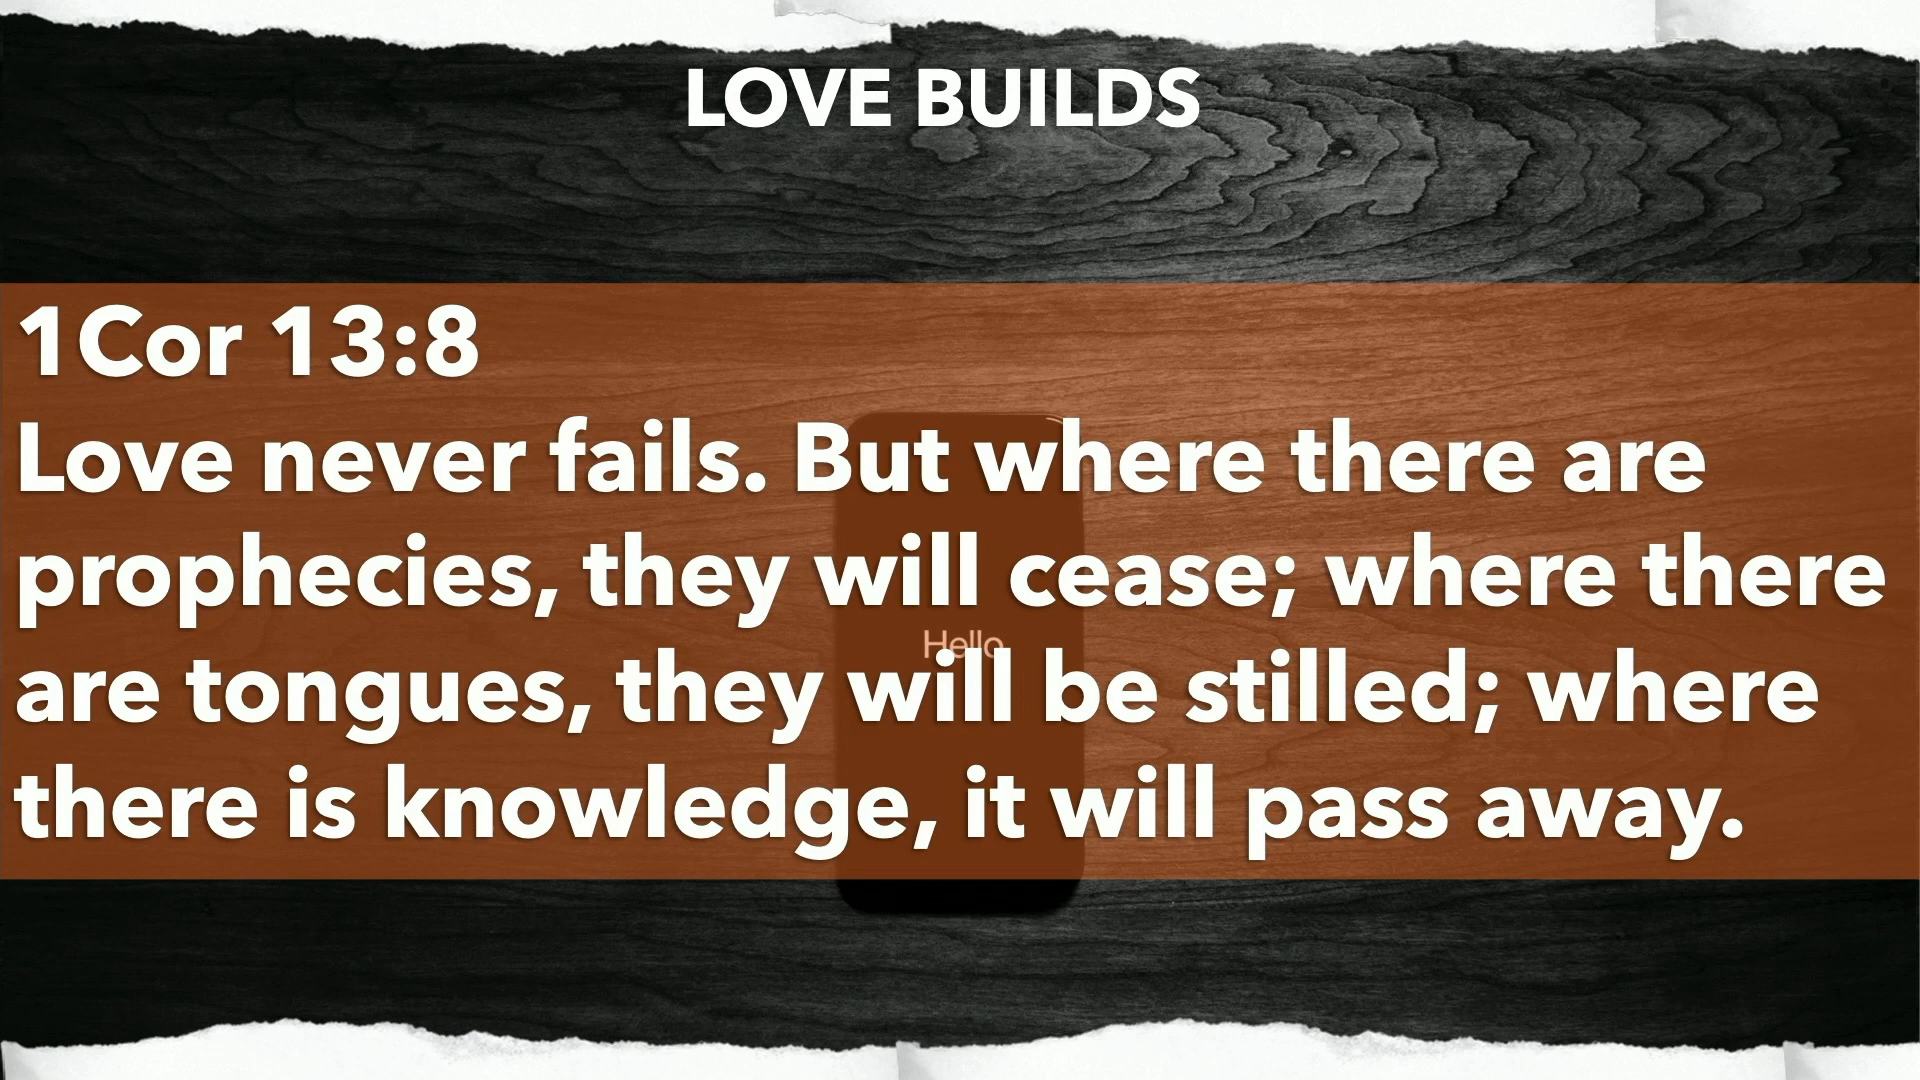 LOVE BUILDS
1Cor 13:8
Love never fails. But where there are
prophecies, they will cease; where there
Hello
are tongues, they will be stilled; where
there is knowledge, it will pass away.